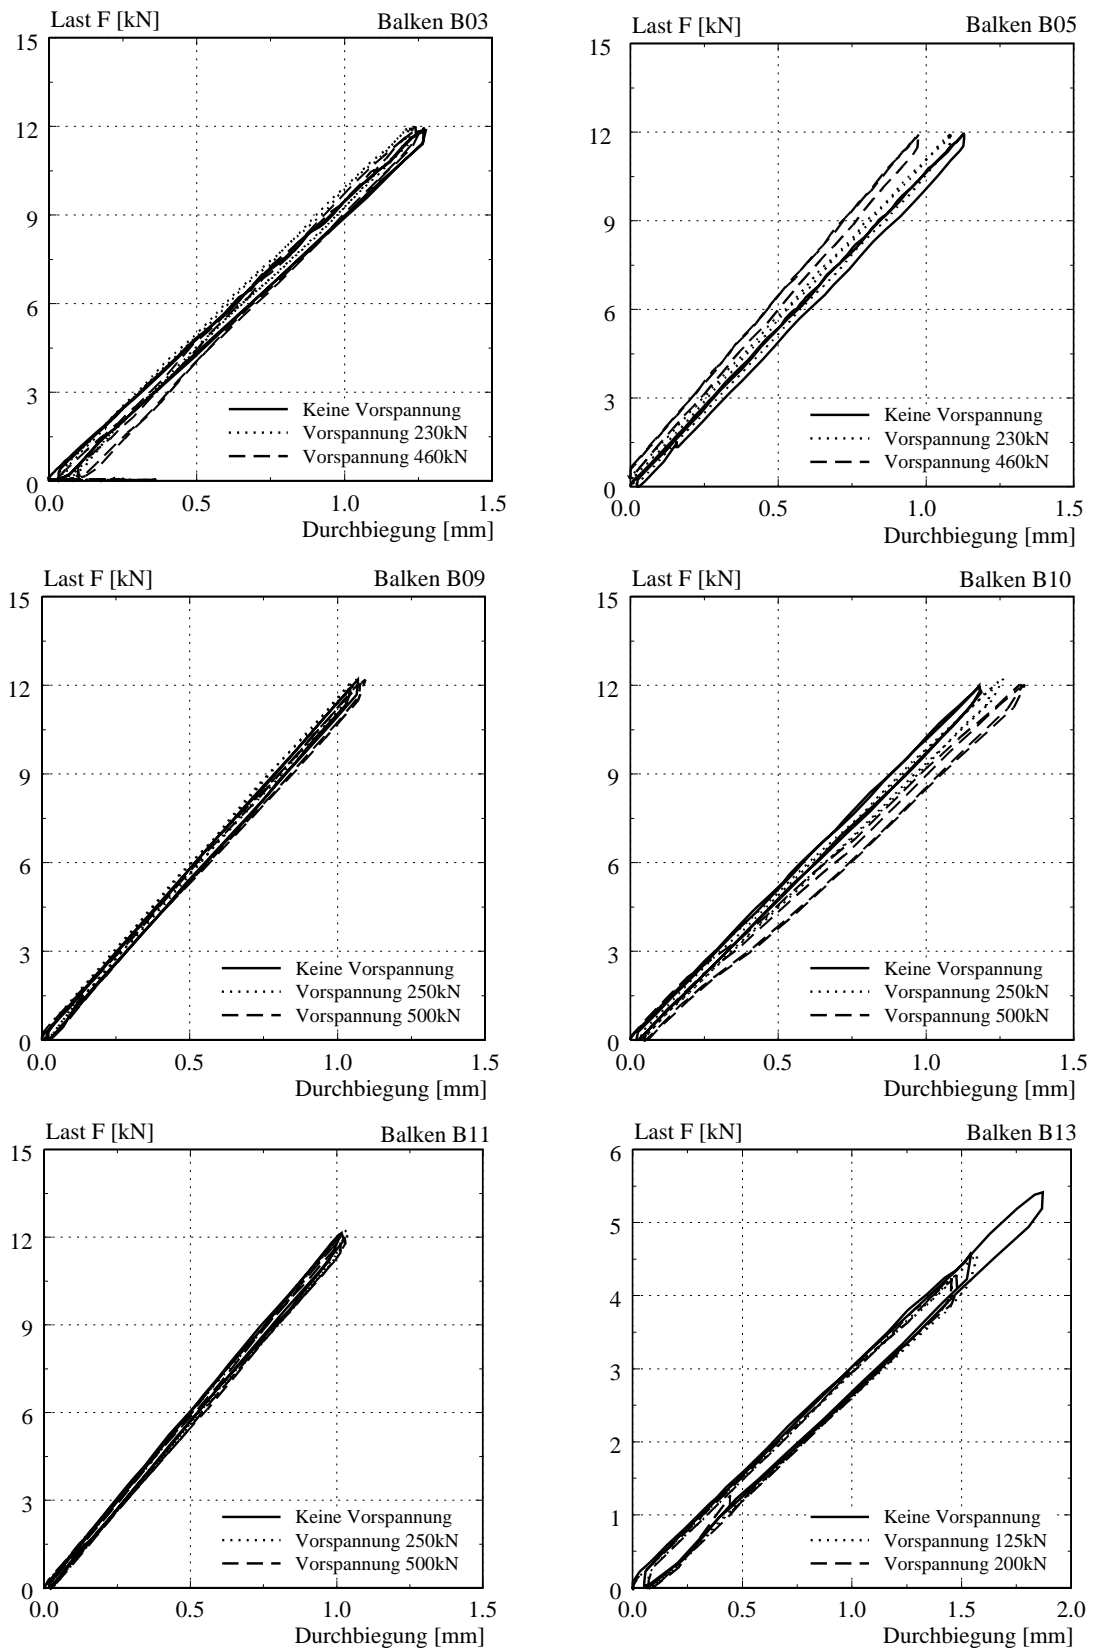 Last F [kN] Balken B03
15
12
9
6
3
0
Keine Vorspannung
Vorspannung 230kN
Vorspannung 460kN
0.5 1.0 1.5
Durchbiegung [mm]
Last F [kN] Balken B05
15
12
9
6
3
0
Keine Vorspannung
Vorspannung 230kN
Vorspannung 460kN
0.0 0.5 1.0 1.5
Durchbiegung [mm]
Last F [kN] Balken B09
15
12
9
6
3
0
Keine Vorspannung
Vorspannung 250kN
Vorspannung 500kN
0.0 0.5 1.0 1.5
Durchbiegung [mm]
Last F [kN] Balken B10
15
12
9
6
3
0
Keine Vorspannung
Vorspannung 250kN
Vorspannung 500kN
0.0 0.5 1.0 1.5
Durchbiegung [mm]
Last F [kN] Balken B11
15
12
9
6
3
0
Keine Vorspannung
Vorspannung 250kN
Vorspannung 500kN
0.0 0.5 1.0 1.5
Durchbiegung [mm]
Last F [kN] Balken B13
6
5
4
3
2
1
0
Keine Vorspannung
Vorspannung 125kN
Vorspannung 200kN
0.0 0.5 1.0 1.5 2.0
Durchbiegung [mm]